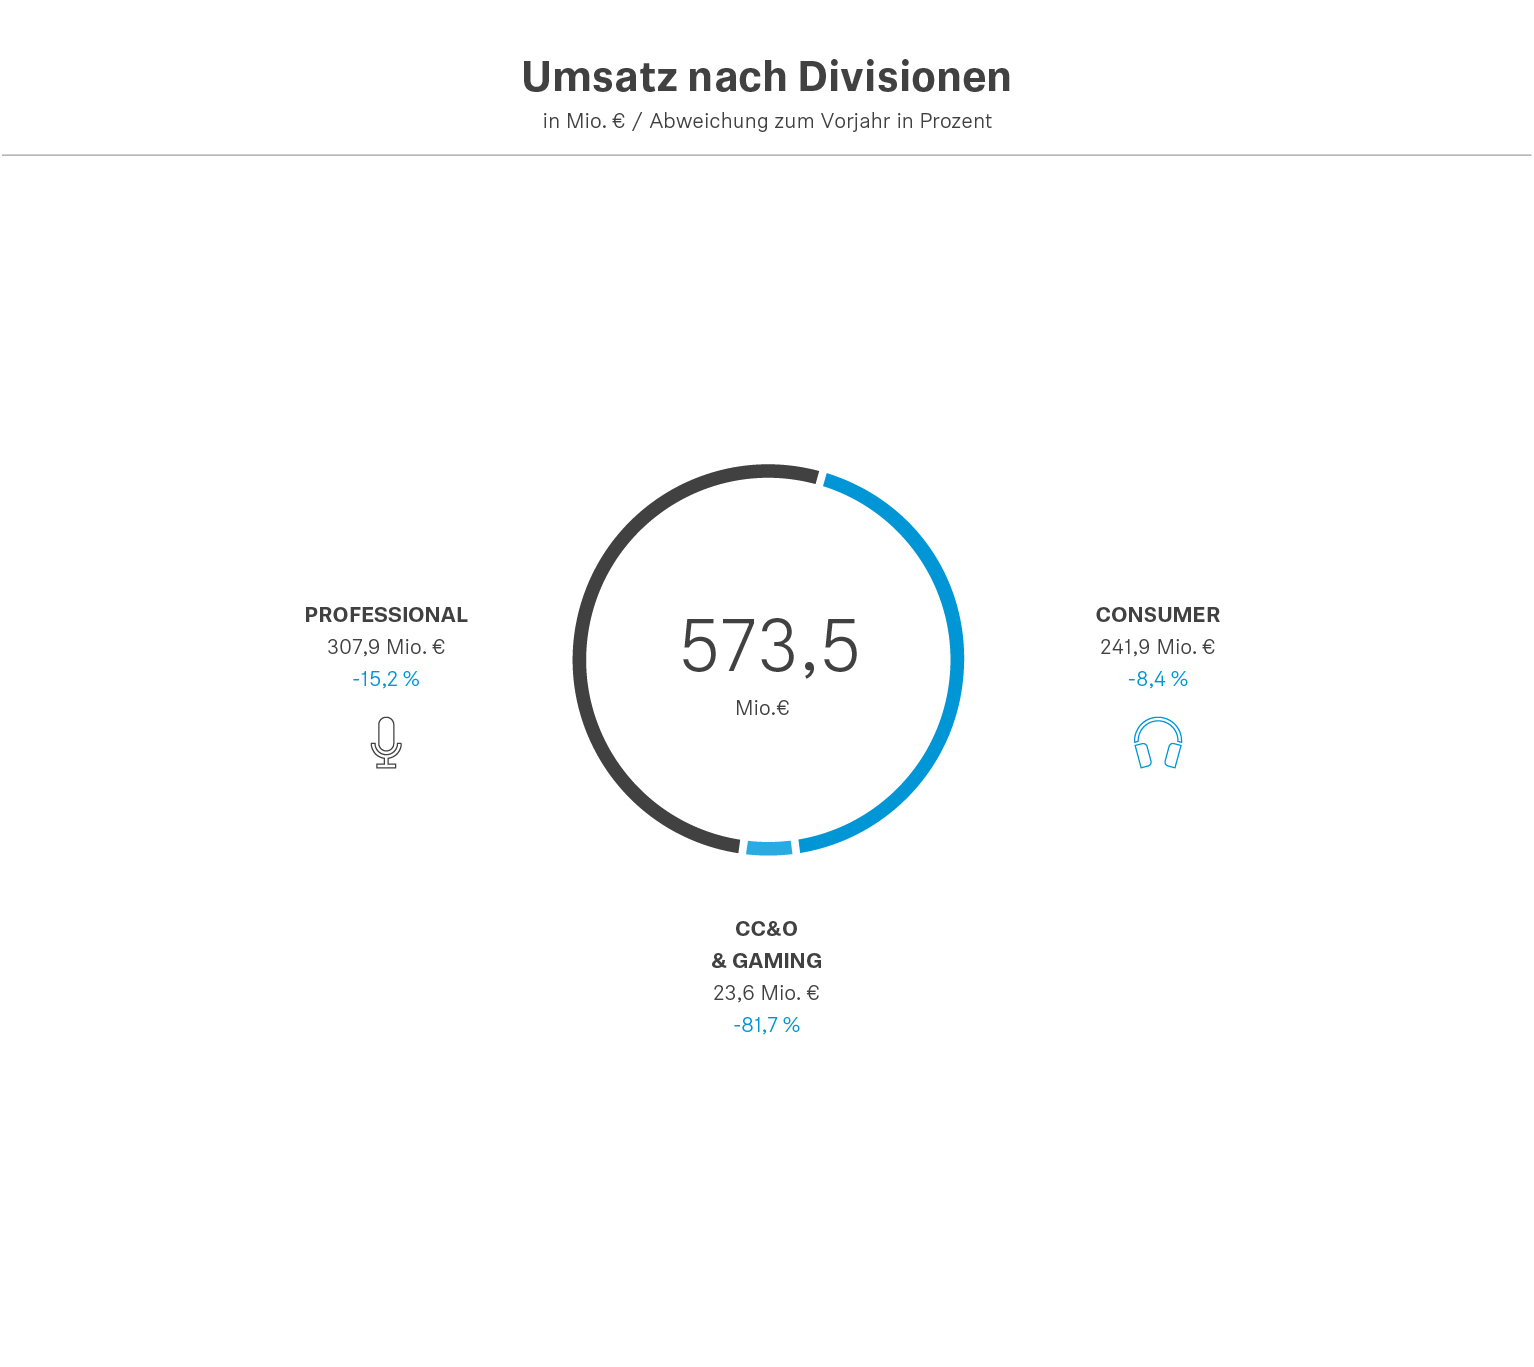 Umsatz nach Divisionen
in Mio. € / Abweichung zum Vorjahr in Prozent
PROFESSIONAL
307,9 Mio. €
-15,2 %
573,5
Mio.€
CONSUMER
241,9 Mio. €
-8,4 %
CC&O
& GAMING
23,6 Mio. €
-81,7 %